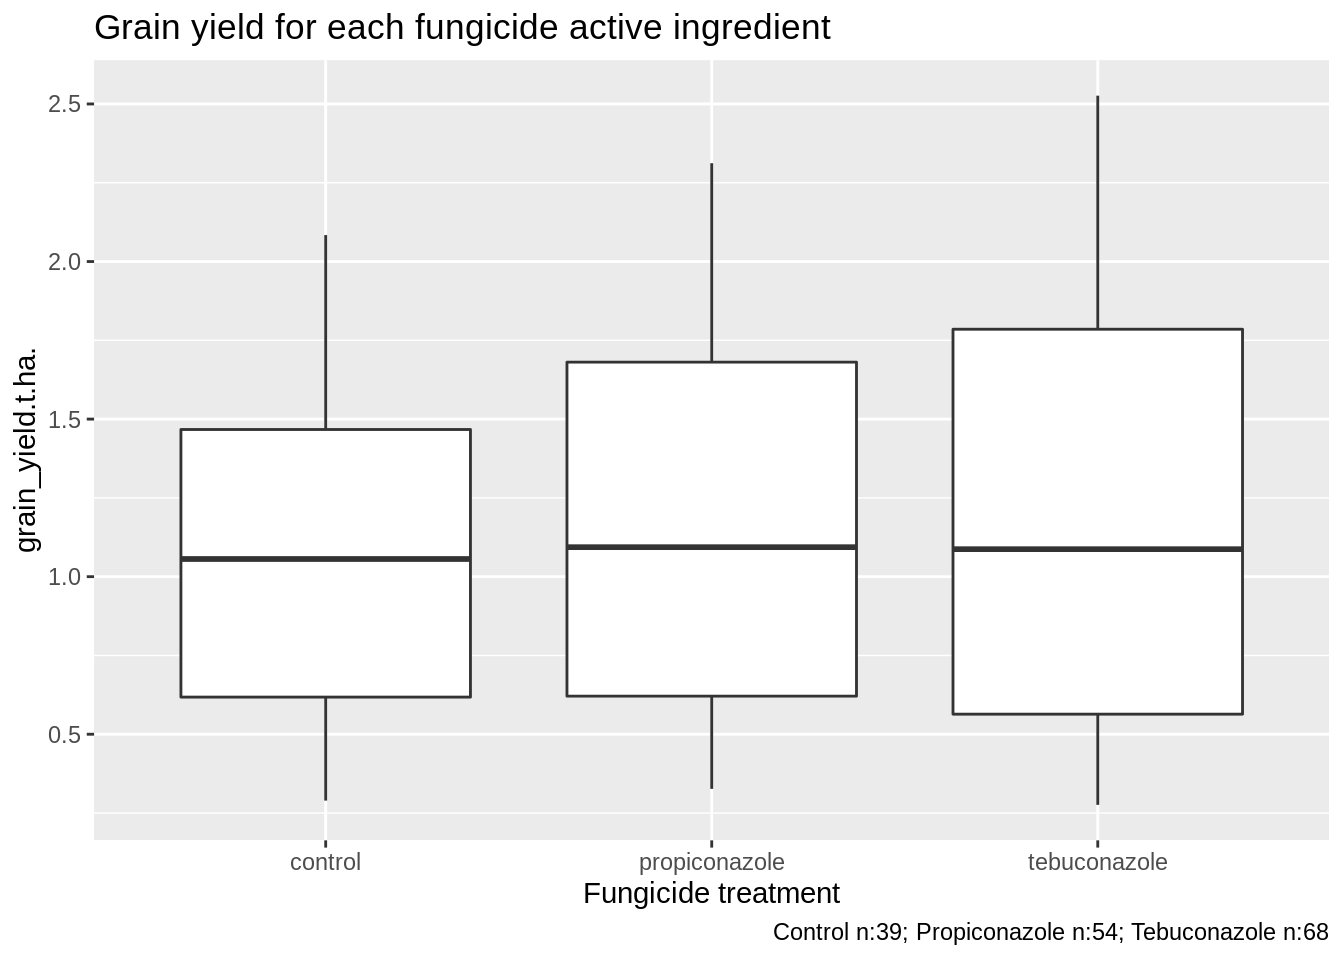 Grain yield for each fungicide active ingredient
grain_yield.t.ha.
2.5
2.0
1.5
1.0
0.5
control propiconazole tebuconazole
Fungicide treatment
Control n:39; Propiconazole n:54; Tebuconazole n:68